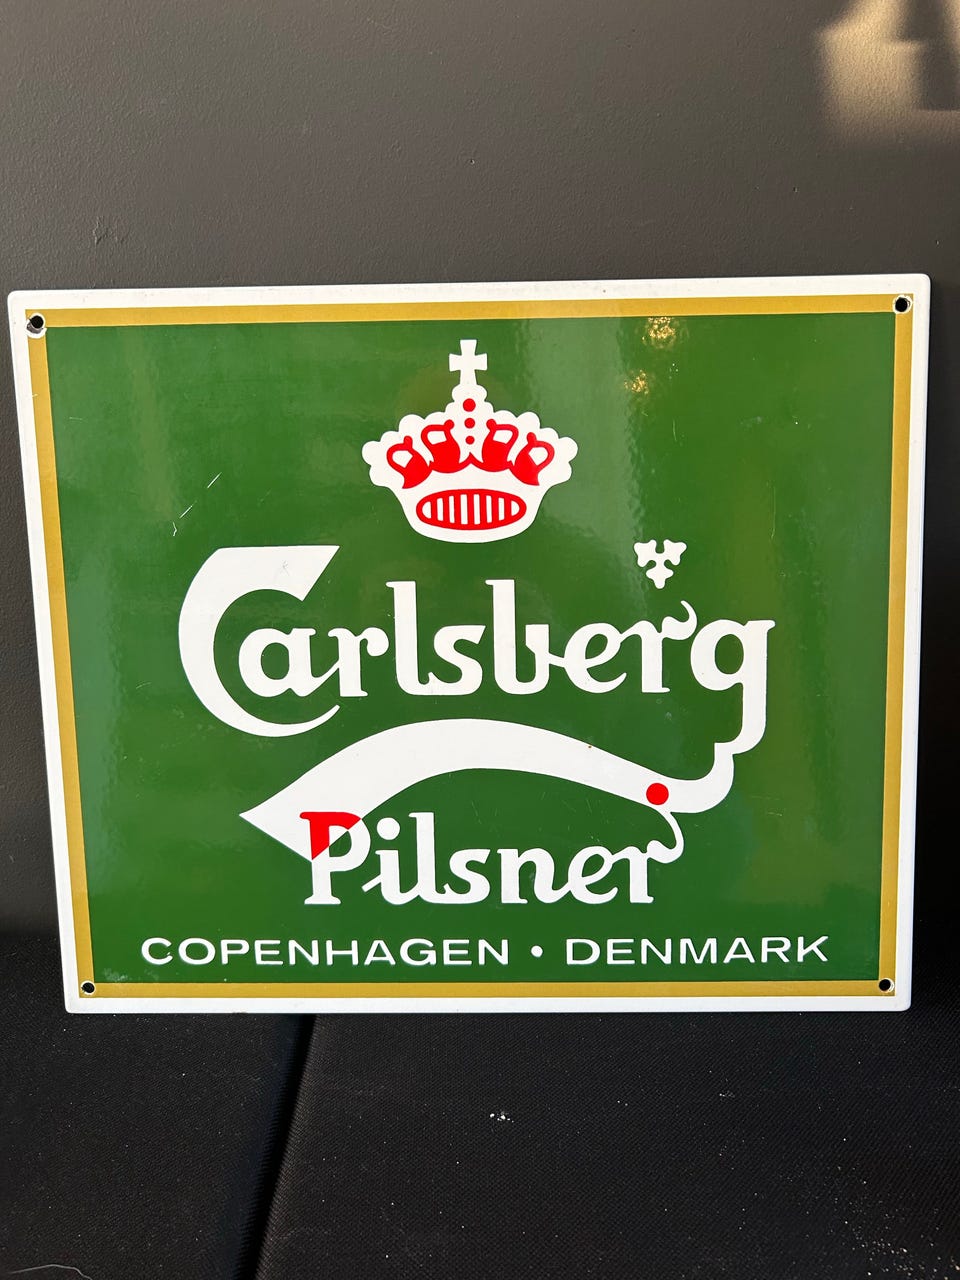 Carlsberg
Pilsner
COPENHAGEN • DENMARK